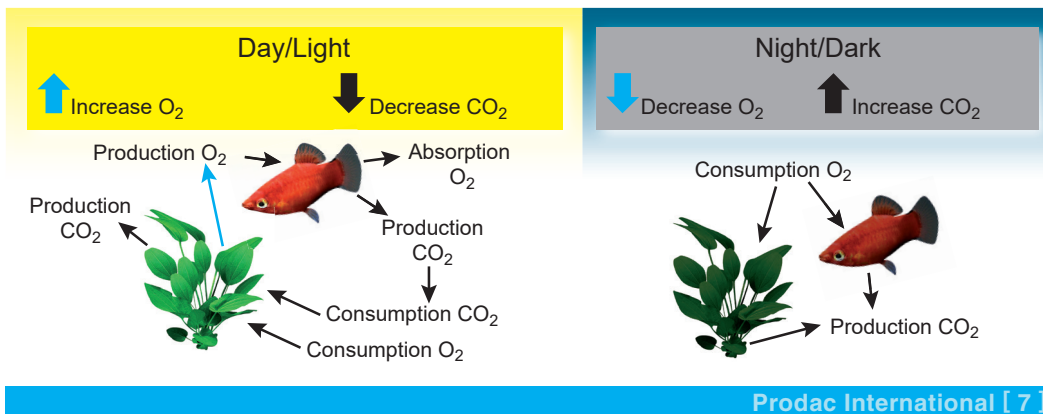 Day/Light
Increase O₂
Decrease CO₂
Production O₂
Absorption
O₂
Production
CO₂
Production
CO₂
Consumption CO₂
Consumption O₂
Night/Dark
Decrease O₂
Increase CO₂
Consumption O₂
Production CO₂
Prodac International [ 7 ]